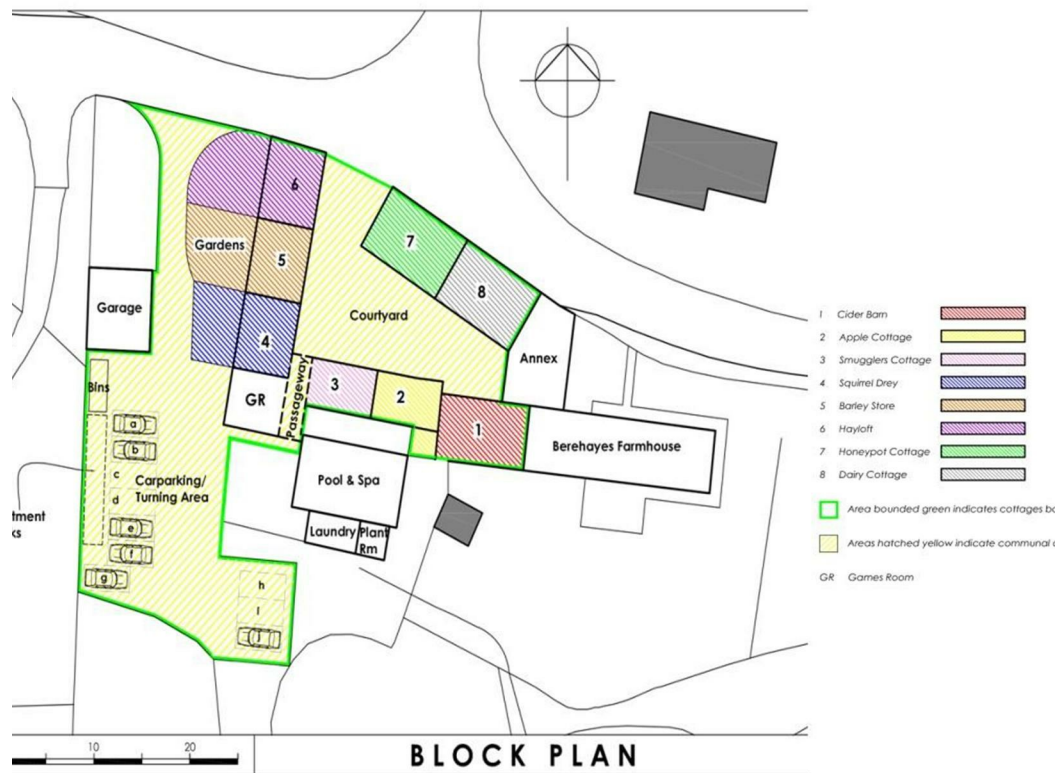 6
7
5
Gardens
8
Garage
Courtyard
4
Annex
3
2
Passageway
GR
Bins
1
Berehayes Farmhouse
a
b
Carparking/
Turning Area
c
d
Pool & Spa
e
f
g
Laundry
Plant
Rm
h
I
j
tment
ks
1 Cider Barn
2 Apple Cottage
3 Smugglers Cottage
4 Squirrel Drey
5 Barley Store
6 Hayloft
7 Honeypot Cottage
8 Dairy Cottage
Area bounded green indicates cottages bo
Areas hatched yellow indicate communal u
GR Games Room
10
20
BLOCK PLAN